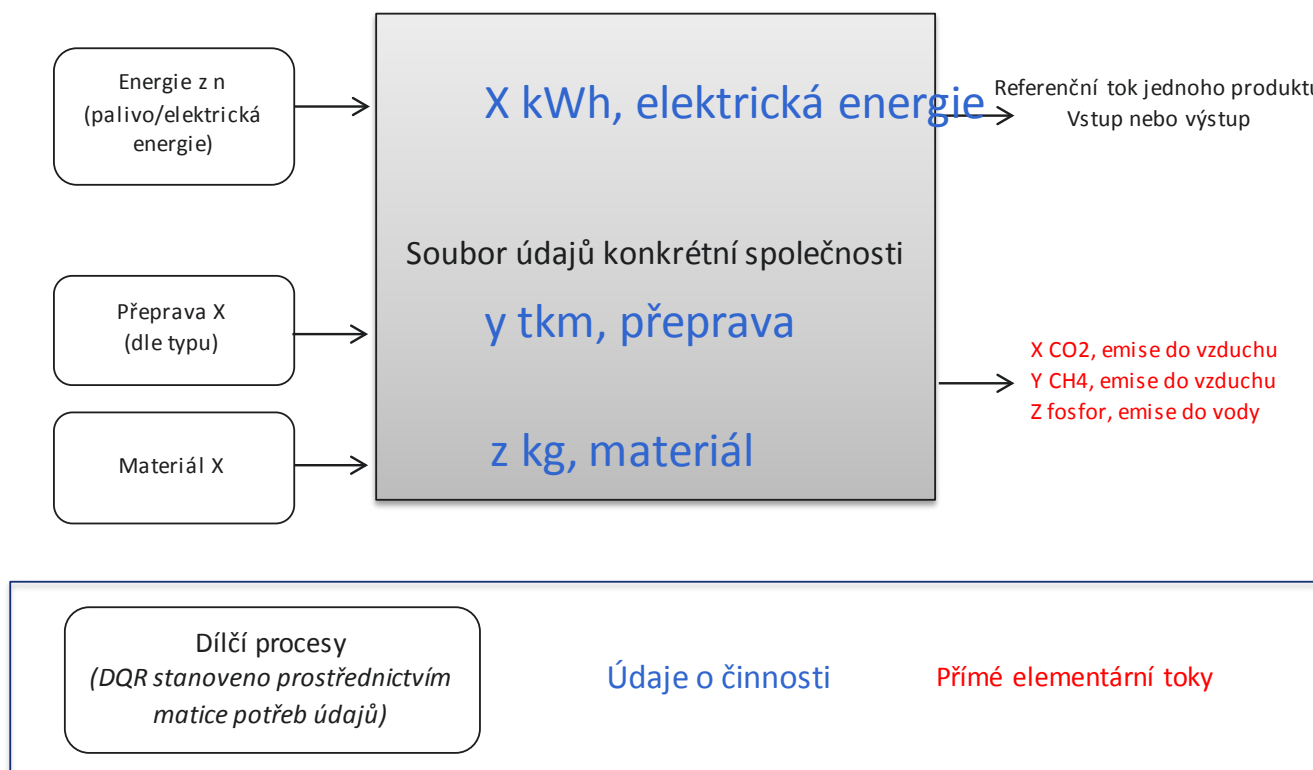 Energie z n
(palivo/elektrická
energie)
X kWh, elektrická energie
Referenční tok jednoho produktu
Vstup nebo výstup
Soubor údajů konkrétní společnosti
Přeprava X
(dle typu)
y tkm, přeprava
X CO2, emise do vzduchu
Y CH4, emise do vzduchu
Z fosfor, emise do vody
Materiál X
z kg, materiál
Dílčí procesy
(DQR stanoveno prostřednictvím
matice potřeb údajů)
Údaje o činnosti
Přímé elementární toky